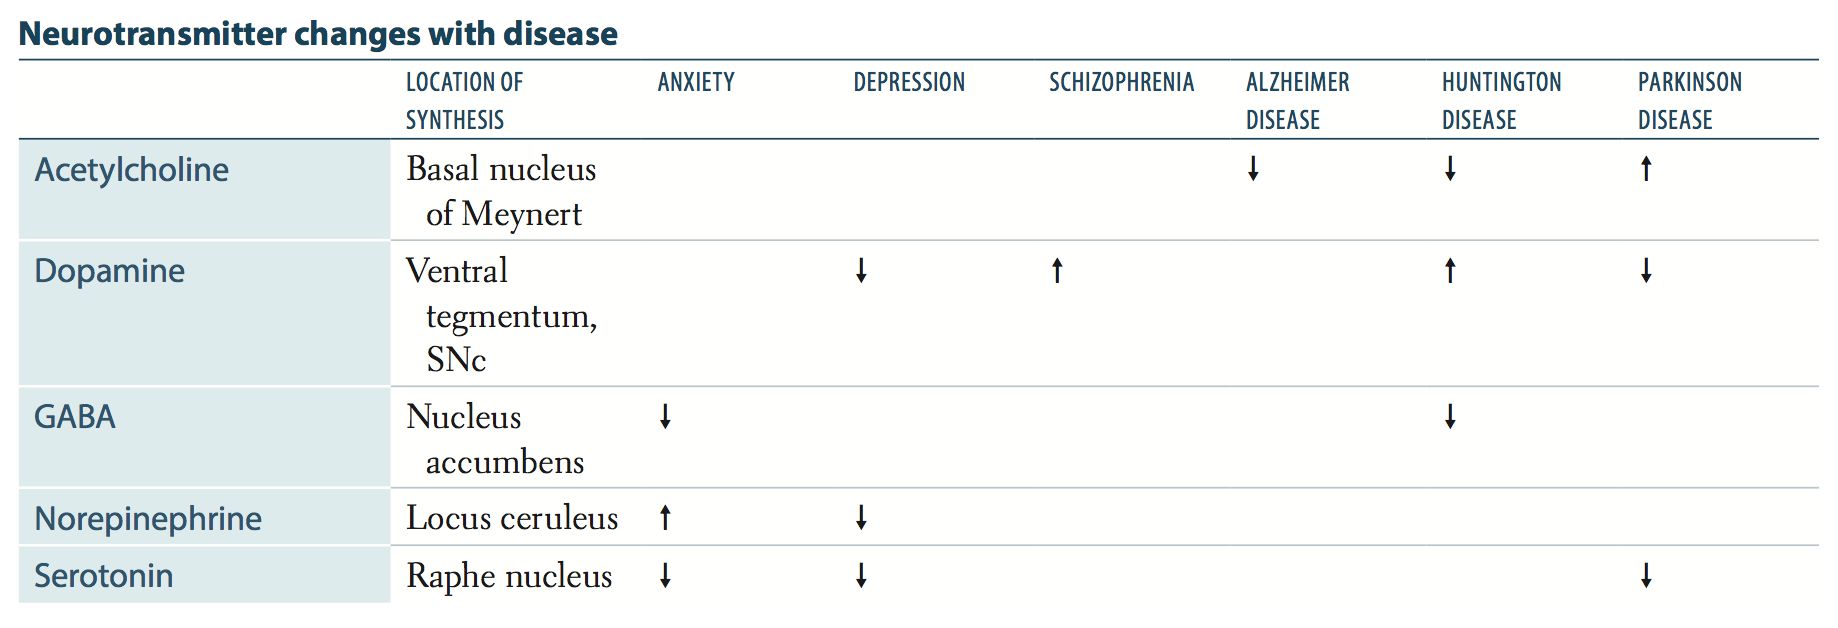 Neurotransmitter changes with disease
LOCATION OF SYNTHESIS ANXIETY DEPRESSION SCHIZOPHRENIA ALZHEIMER DISEASE HUNTINGTON DISEASE PARKINSON DISEASE
Acetylcholine Basal nucleus of Meynert ↓ ↓ ↑
Dopamine Ventral tegmentum, SNc ↓ ↑ ↑ ↓
GABA Nucleus accumbens ↓ ↓
Norepinephrine Locus ceruleus ↑ ↓
Serotonin Raphe nucleus ↓ ↓ ↓